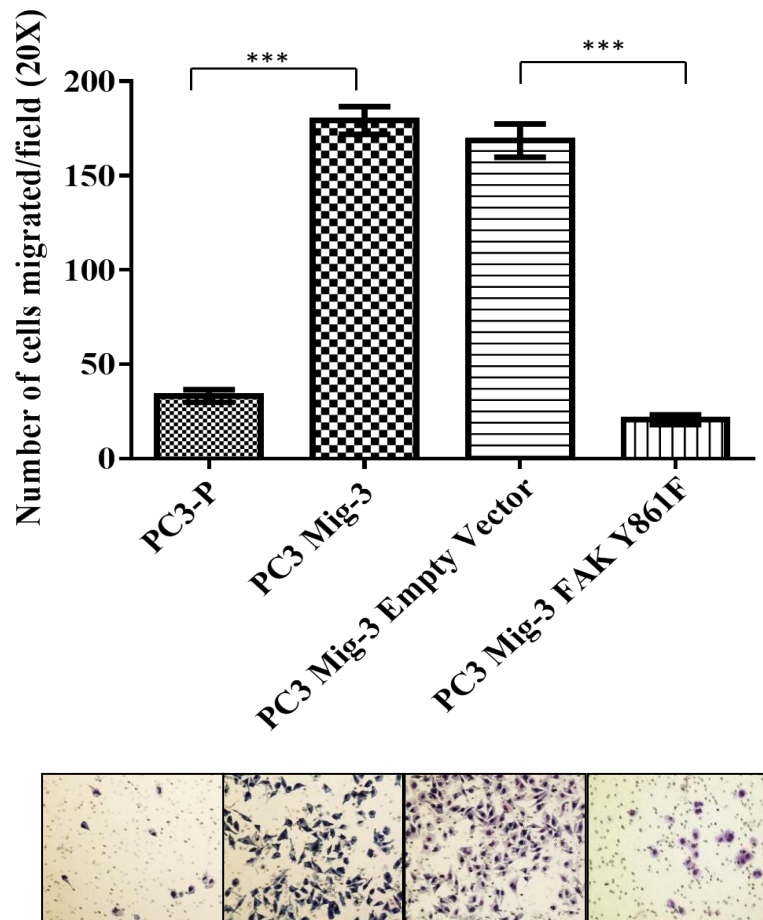 Number of cells migrated/field (20X)
200
150
100
50
0
***
***
PC3-P
PC3 Mig-3
PC3 Mig-3 Empty Vector
PC3 Mig-3 FAK Y861F